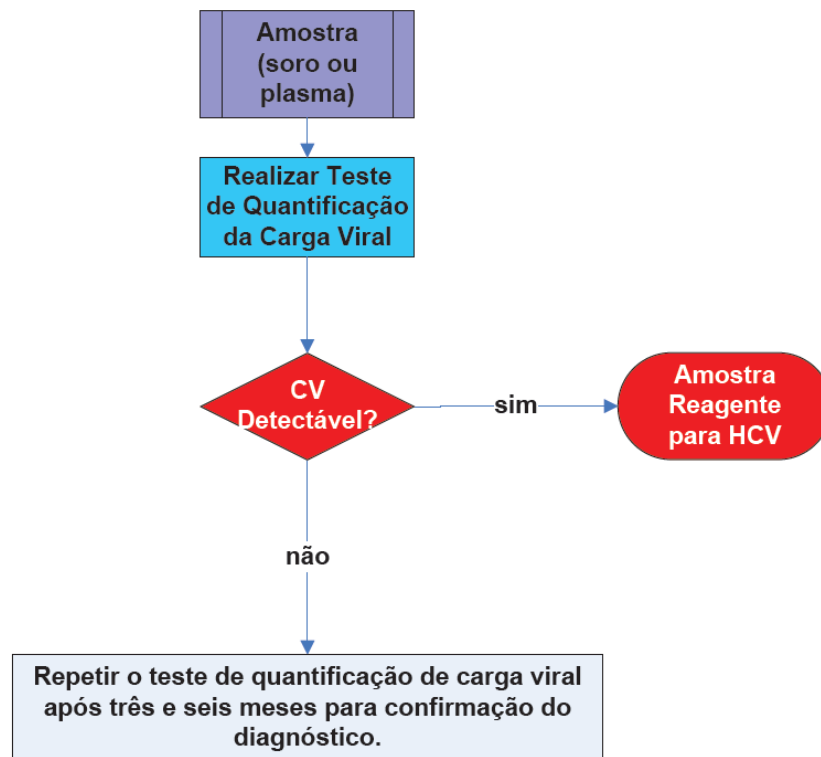 Amostra
(soro ou
plasma)
Realizar Teste
de Quantificação
da Carga Viral
CV
Detectável?
sim
Amostra
Reagente
para HCV
não
Repetir o teste de quantificação de carga viral
após três e seis meses para confirmação do
diagnóstico.